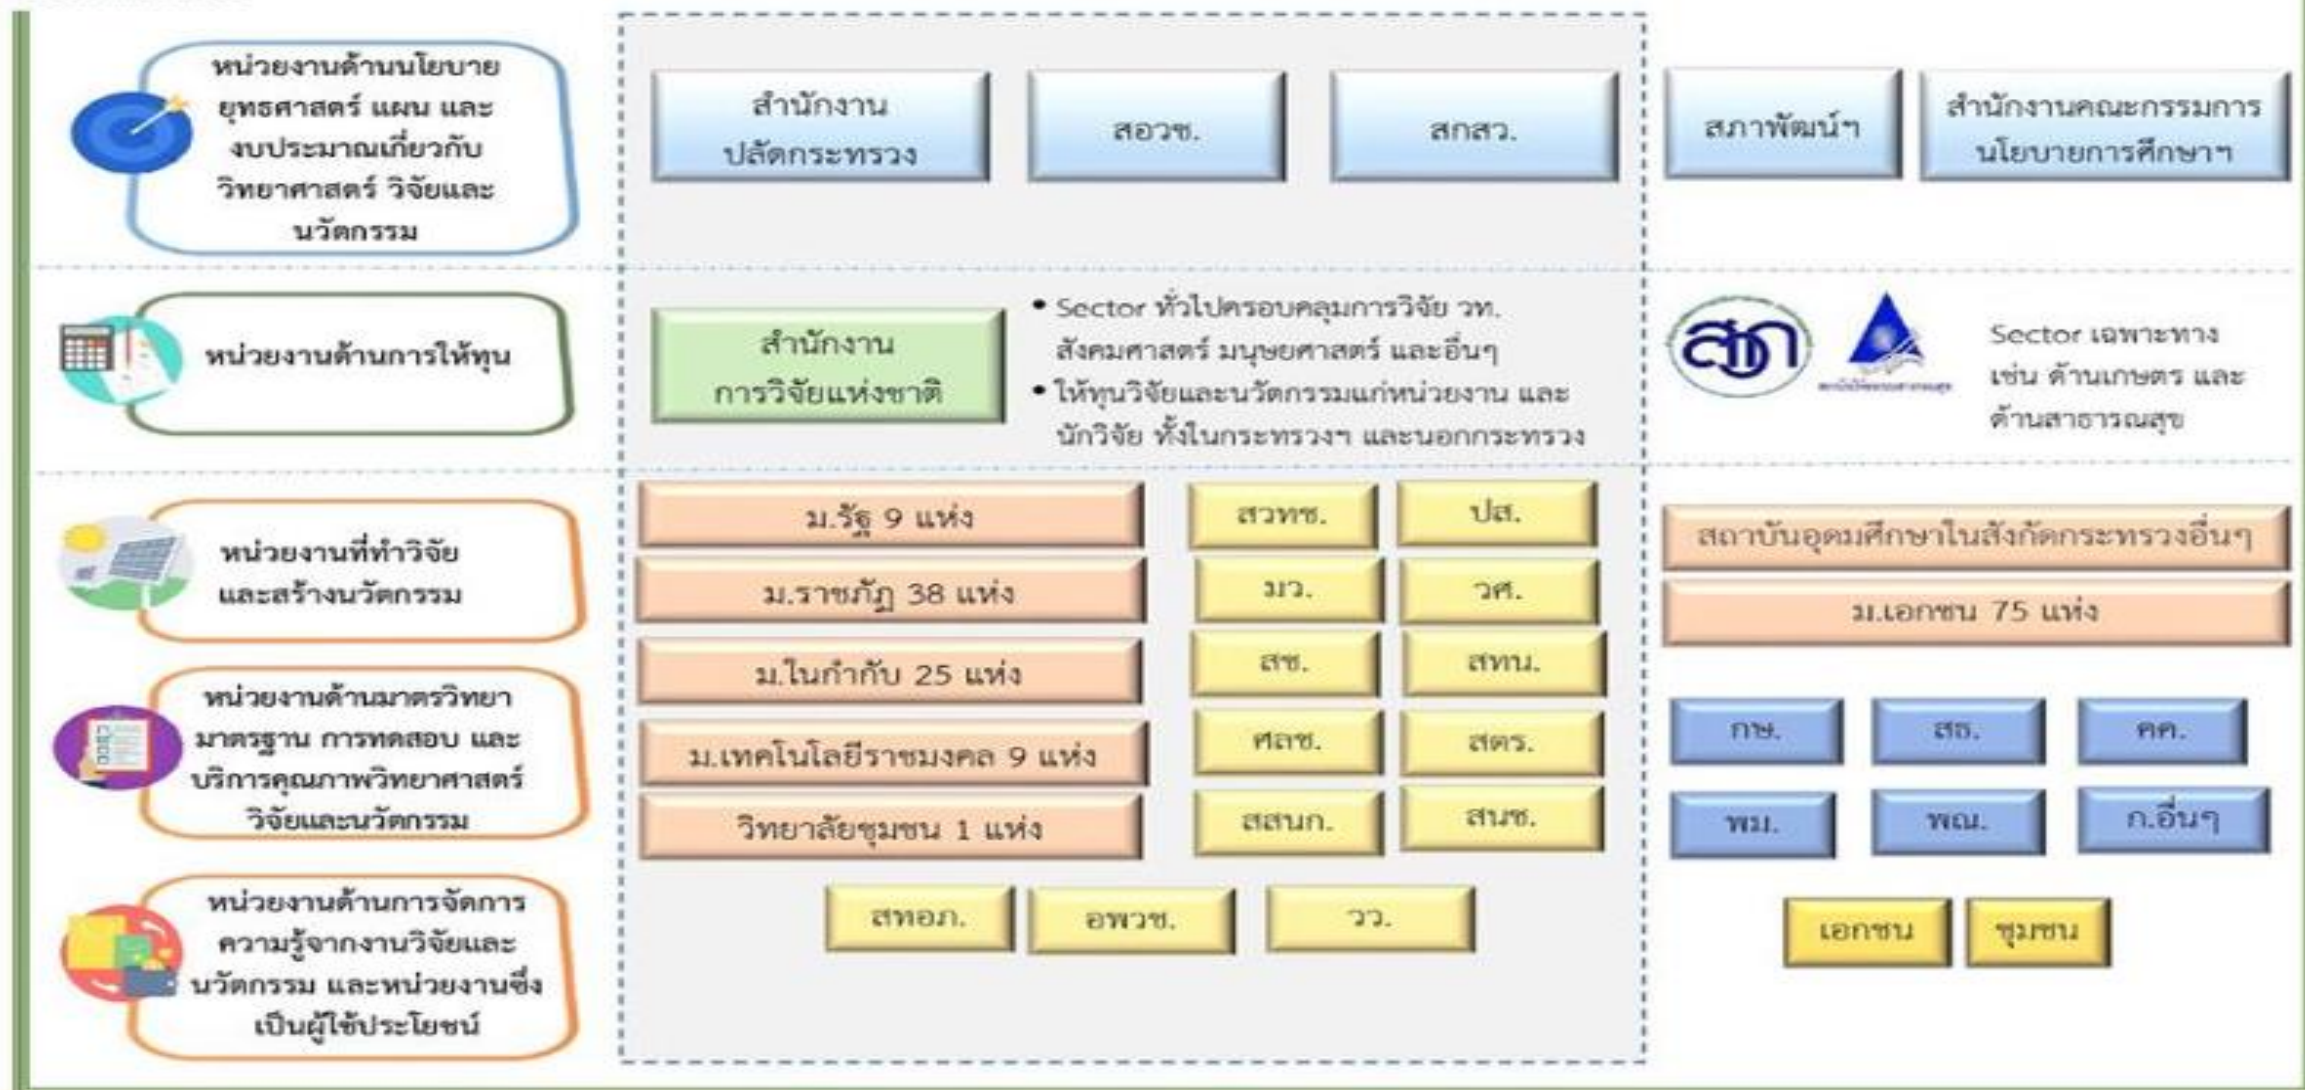 หน่วยงานด้านนโยบาย
ยุทธศาสตร์ แผน และ
งบประมาณเกี่ยวกับ
วิทยาศาสตร์ วิจัยและ
นวัตกรรม
สำนักงาน
ปลัดกระทรวง
สอวช.
สกสว.
สภาพัฒน์ฯ
สำนักงานคณะกรรมการ
นโยบายการศึกษาฯ
หน่วยงานด้านการให้ทุน
สำนักงาน
การวิจัยแห่งชาติ
• Sector ทั่วไปครอบคลุมการวิจัย วท.
สังคมศาสตร์ มนุษยศาสตร์ และอื่นๆ
• ให้ทุนวิจัยและนวัตกรรมแก่หน่วยงาน และ
นักวิจัย ทั้งในกระทรวงฯ และนอกกระทรวง
Sector เฉพาะทาง
เช่น ด้านเกษตร และ
ด้านสาธารณสุข
หน่วยงานที่ทำวิจัย
และสร้างนวัตกรรม
หน่วยงานด้านมาตรวิทยา
มาตรฐาน การทดสอบ และ
บริการคุณภาพวิทยาศาสตร์
วิจัยและนวัตกรรม
หน่วยงานด้านการจัดการ
ความรู้จากงานวิจัยและ
นวัตกรรม และหน่วยงานซึ่ง
เป็นผู้ใช้ประโยชน์
ม.รัฐ 9 แห่ง
ม.ราชภัฏ 38 แห่ง
ม.ในกำกับ 25 แห่ง
ม.เทคโนโลยีราชมงคล 9 แห่ง
วิทยาลัยชุมชน 1 แห่ง
สวทช.
ปส.
มว.
วศ.
สซ.
สทน.
ศลช.
สดร.
สสนก.
สนช.
สทอภ.
อพวช.
วว.
สถาบันอุดมศึกษาในสังกัดกระทรวงอื่นๆ
ม.เอกชน 75 แห่ง
กษ.
สธ.
คค.
พม.
พณ.
ก.อื่นๆ
เอกชน
ชุมชน